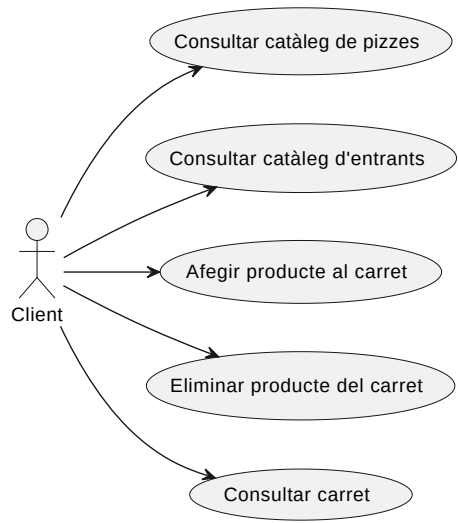 Consultar catàleg de pizzes
Consultar catàleg d'entrants
Afegir producte al carret
Client
Eliminar producte del carret
Consultar carret